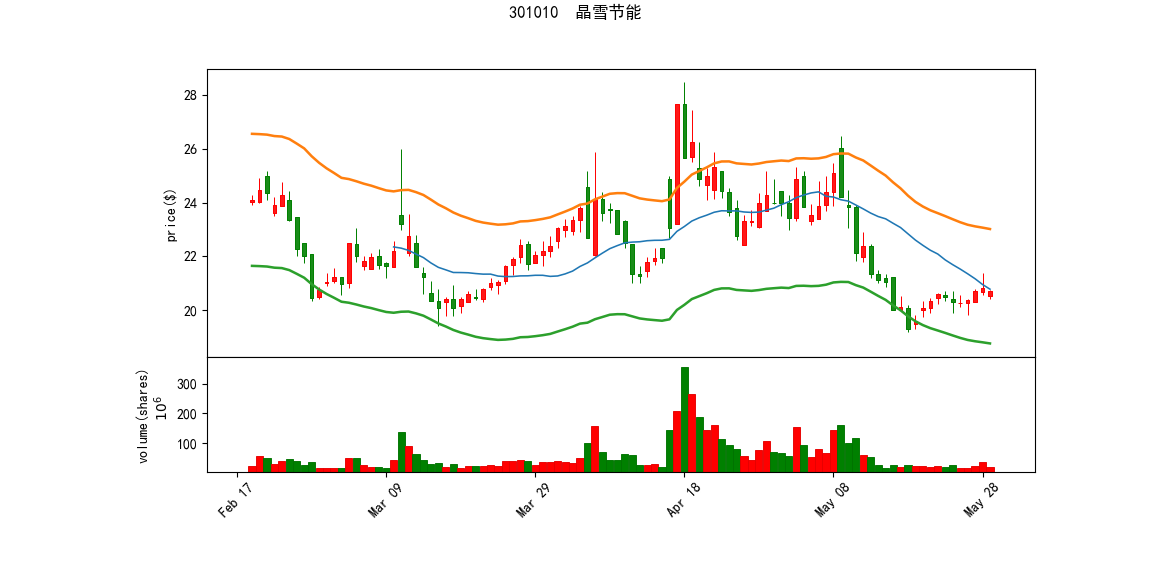 301010 晶雪节能
price($)
28
26
24
22
20
volume(shares)
10^6
300
200
100
Feb 17
Mar 09
Mar 29
Apr 18
May 08
May 28